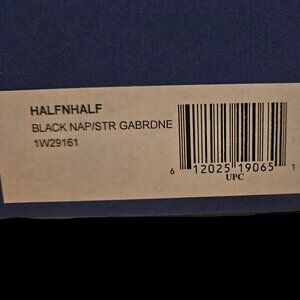 HALFNHALF
BLACK NAP/STR GABRDNE
1W29161
6 12025 19065 1
UPC